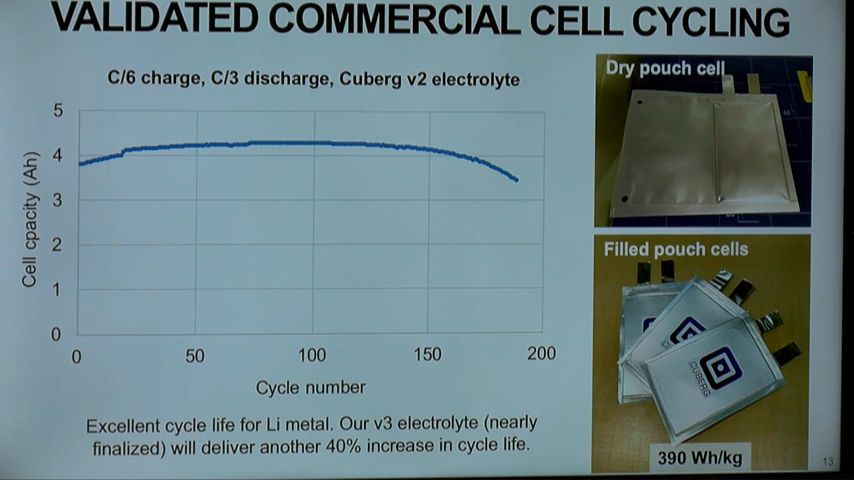 VALIDATED COMMERCIAL CELL CYCLING
C/6 charge, C/3 discharge, Cuberg v2 electrolyte
Cell cpacity (Ah)
5
4
3
2
1
0
0
50
100
150
200
Cycle number
Excellent cycle life for Li metal. Our v3 electrolyte (nearly
finalized) will deliver another 40% increase in cycle life.
Dry pouch cell
Filled pouch cells
CUBERG
390 Wh/kg
13